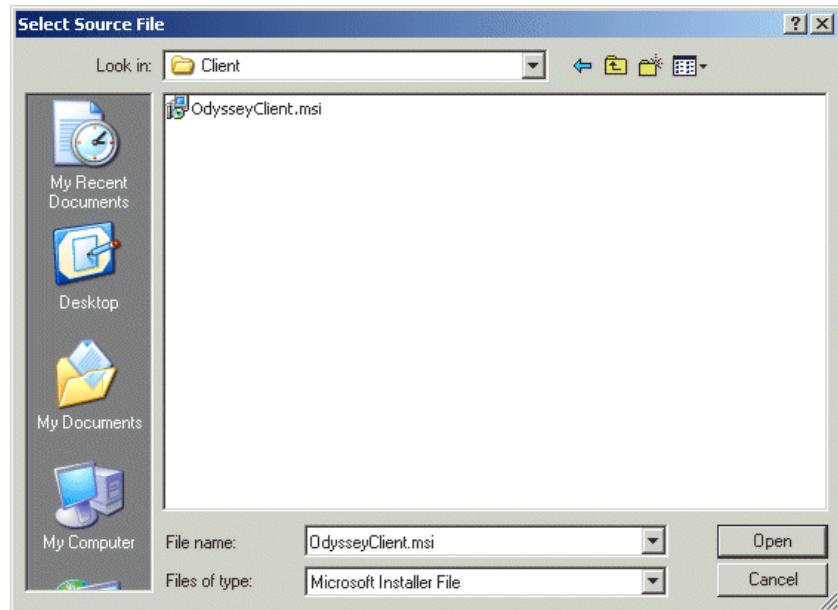 Select Source File
Look in:
Client
OdysseyClient.msi
My Recent
Documents
Desktop
My Documents
My Computer
File name:
OdysseyClient.msi
Open
Files of type:
Microsoft Installer File
Cancel